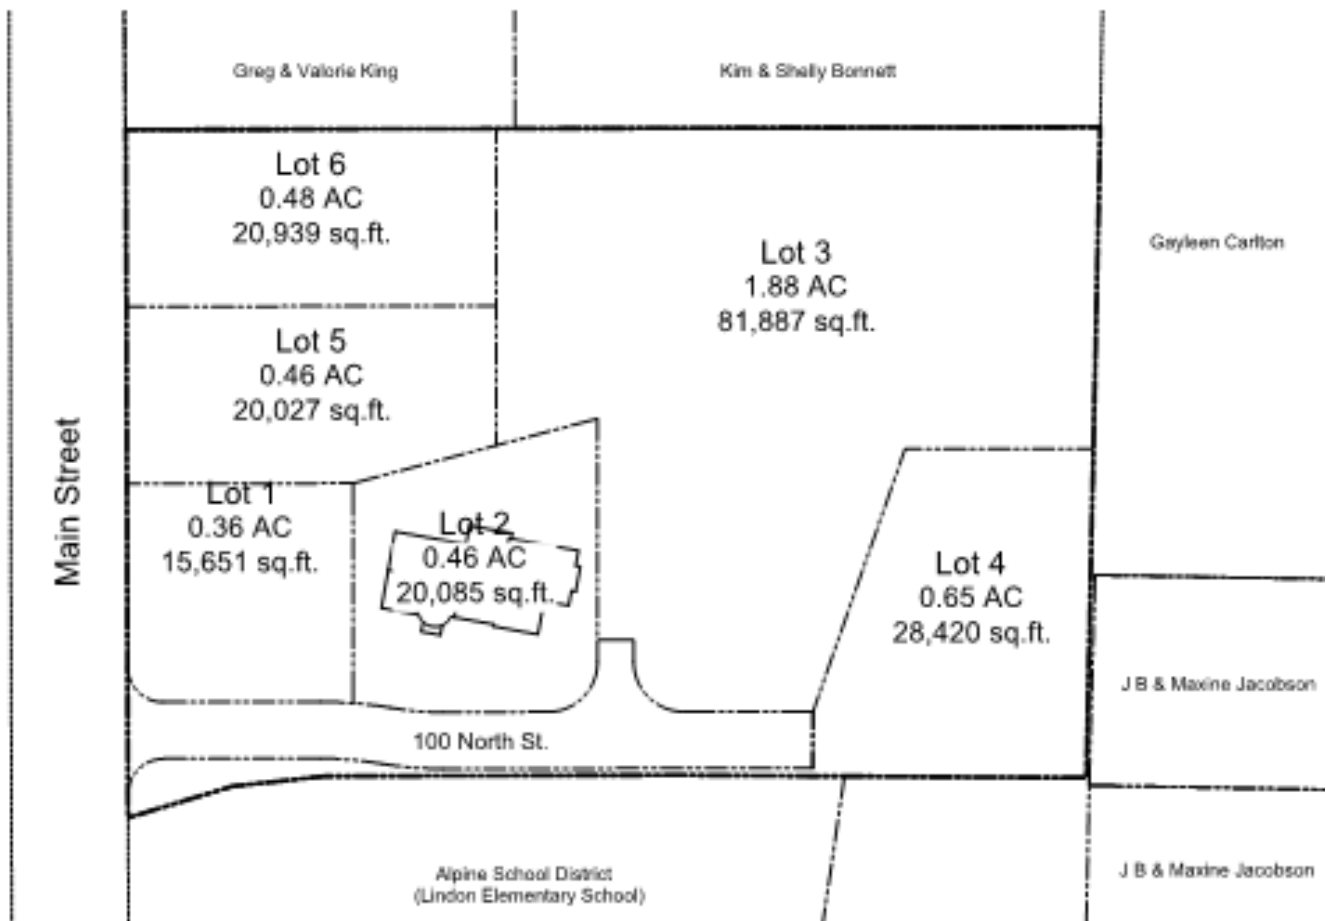 Greg & Valorie King
Kim & Shelly Bonnett
Lot 6
0.48 AC
20,939 sq.ft.
Lot 3
1.88 AC
81,887 sq.ft.
Gayleen Carlton
Lot 5
0.46 AC
20,027 sq.ft.
Main Street
Lot 1
0.36 AC
15,651 sq.ft.
Lot 2
0.46 AC
20,085 sq.ft.
Lot 4
0.65 AC
28,420 sq.ft.
J B & Maxine Jacobson
100 North St.
Alpine School District
(Lindon Elementary School)
J B & Maxine Jacobson